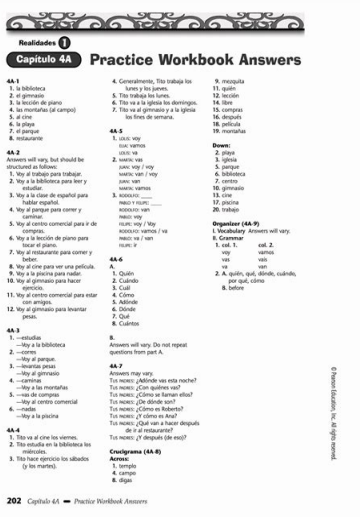 Realidades 1
Capítulo 4A
Practice Workbook Answers
4A-1
1. la biblioteca
2. el gimnasio
3. la lección de piano
4. las montañas (al campo)
5. al cine
6. la playa
7. el parque
8. restaurante
4A-2
Answers will vary, but should be
structured as follows:
1. Voy al trabajo para trabajar.
2. Voy a la biblioteca para leer y
estudiar.
3. Voy a la clase de español para
hablar español.
4. Voy al parque para correr y
caminar.
5. Voy al centro comercial para ir de
compras.
6. Voy a la lección de piano para
tocar el piano.
7. Voy al restaurante para comer y
beber.
8. Voy al cine para ver una película.
9. Voy a la piscina para nadar.
10. Voy al gimnasio para hacer
ejercicio.
11. Voy al centro comercial para estar
con amigos.
12. Voy al gimnasio para levantar
pesas.
4A-3
1. —estudias
—Voy a la biblioteca
2. —corres
—Voy al parque.
3. —levantas pesas
—Voy al gimnasio
4. —caminas
—Voy a las montañas
5. —vas de compras
—Voy al centro comercial
6. —nadas
—Voy a la piscina
4A-4
1. Tito va al cine los viernes.
2. Tito estudia en la biblioteca los
miércoles.
3. Tito hace ejercicio los sábados
(y los martes).
4. Generalmente, Tito trabaja los
lunes y los jueves.
5. Tito trabaja los lunes.
6. Tito va a la iglesia los domingos.
7. Tito va al gimnasio y a la iglesia
los fines de semana.
4A-5
1. LOLIS: voy
ELIA: vamos
LOLIS: va
2. MARTA: vas
JUAN: voy / voy
MARTA: van / voy
JUAN: van
MARTA: vamos
3. RODOLFO: ____
PABLO Y FELIPE: ____
RODOLFO: van
PABLO: voy
FELIPE: voy / Voy
RODOLFO: vamos / va
PABLO: va / van
FELIPE: ir
4A-6
A.
1. Quién
2. Cuándo
3. Cuál
4. Cómo
5. Adónde
6. Dónde
7. Qué
8. Cuántos
B.
Answers will vary. Do not repeat
questions from part A.
4A-7
Answers may vary.
TUS PADRES: ¿Adónde vas esta noche?
TUS PADRES: ¿Con quiénes vas?
TUS PADRES: ¿Cómo se llaman ellos?
TUS PADRES: ¿De dónde son?
TUS PADRES: ¿Cómo es Roberto?
TUS PADRES: ¿Y cómo es Ana?
TUS PADRES: ¿Qué van a hacer después
de ir al restaurante?
TUS PADRES: ¿Y después (de eso)?
Crucigrama (4A-8)
Across:
1. templo
4. campo
8. digas
9. mezquita
11. quién
12. lección
14. libre
15. compras
16. después
18. película
19. montañas
Down:
2. playa
3. iglesia
5. parque
6. biblioteca
7. centro
10. gimnasio
13. cine
17. piscina
20. trabajo
Organizer (4A-9)
I. Vocabulary Answers will vary.
II. Grammar
1. col. 1. col. 2.
voy vamos
vas vais
va van
2. A. quién, qué, dónde, cuándo,
por qué, cómo
B. before
© Pearson Education, Inc. All rights reserved.
202 Capítulo 4A — Practice Workbook Answers